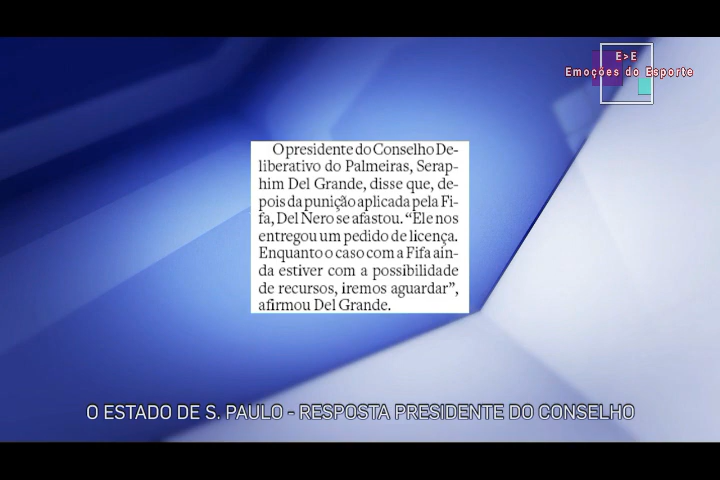 E>E
Emoções do Esporte
O presidente do Conselho De-
liberativo do Palmeiras, Serap-
him Del Grande, disse que, de-
pois da punição aplicada pela Fi-
fa, Del Nero se afastou. “Ele nos
entregou um pedido de licença.
Enquanto o caso com a Fifa ain-
da estiver com a possibilidade
de recursos, iremos aguardar”,
afirmou Del Grande.
O ESTADO DE S. PAULO - RESPOSTA PRESIDENTE DO CONSELHO